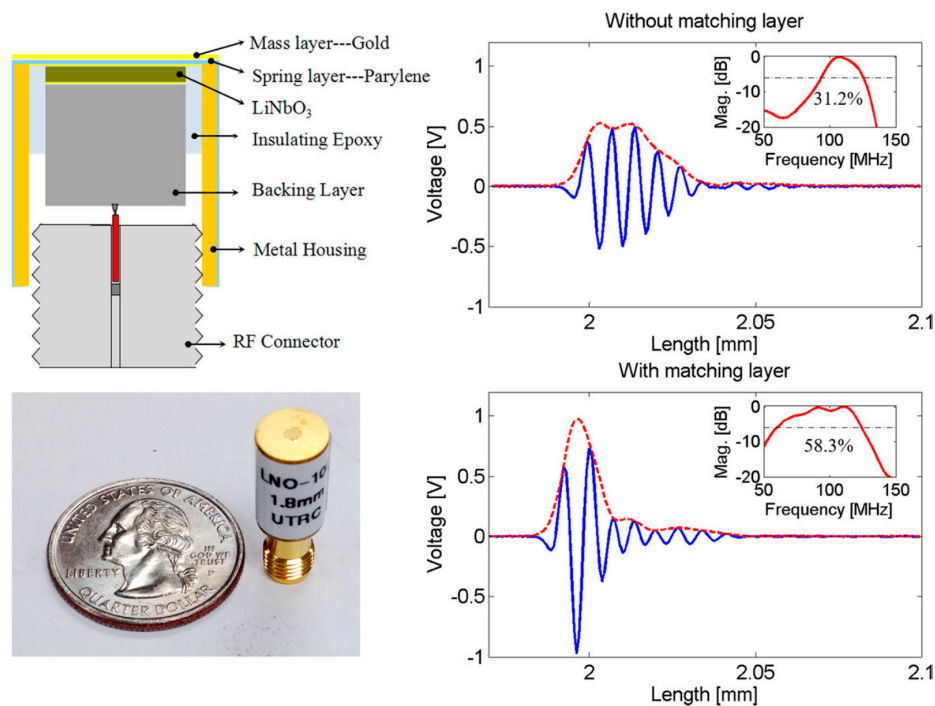 Mass layer---Gold
Spring layer---Parylene
LiNbO3
Insulating Epoxy
Backing Layer
Metal Housing
RF Connector
Without matching layer
Voltage [V]
1
0.5
0
-0.5
-1
2
2.05
2.1
Length [mm]
Mag. [dB]
0
-10
-20
31.2%
50
100
150
Frequency [MHz]
With matching layer
Voltage [V]
1
0.5
0
-0.5
-1
2
2.05
2.1
Length [mm]
Mag. [dB]
0
-10
-20
58.3%
50
100
150
Frequency [MHz]
UNITED STATES OF AMERICA
LIBERTY
IN
GOD WE
TRUST
P
QUARTER DOLLAR
LNO-10
1.8mm
UTRC